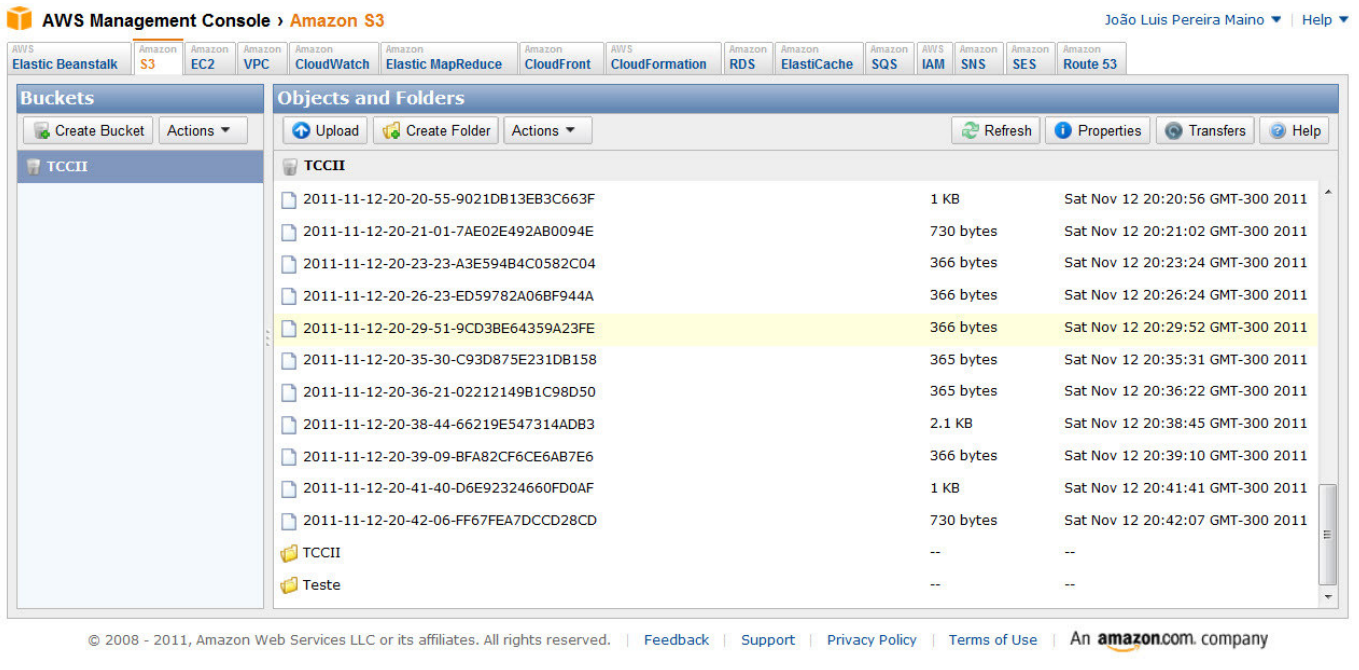 AWS Management Console › Amazon S3 João Luis Pereira Maino ▼ | Help ▼
AWS Amazon Amazon Amazon Amazon Amazon Amazon AWS Amazon Amazon Amazon AWS Amazon Amazon Amazon
Elastic Beanstalk S3 EC2 VPC CloudWatch Elastic MapReduce CloudFront CloudFormation RDS ElastiCache SQS IAM SNS SES Route 53
Buckets Objects and Folders
Create Bucket Actions ▼ Upload Create Folder Actions ▼ Refresh Properties Transfers Help
TCCII TCCII
2011-11-12-20-20-55-9021DB13EB3C663F 1 KB Sat Nov 12 20:20:56 GMT-300 2011
2011-11-12-20-21-01-7AE02E492AB0094E 730 bytes Sat Nov 12 20:21:02 GMT-300 2011
2011-11-12-20-23-23-A3E594B4C0582C04 366 bytes Sat Nov 12 20:23:24 GMT-300 2011
2011-11-12-20-26-23-ED59782A06BF944A 366 bytes Sat Nov 12 20:26:24 GMT-300 2011
2011-11-12-20-29-51-9CD3BE64359A23FE 366 bytes Sat Nov 12 20:29:52 GMT-300 2011
2011-11-12-20-35-30-C93D875E231DB158 365 bytes Sat Nov 12 20:35:31 GMT-300 2011
2011-11-12-20-36-21-02212149B1C98D50 365 bytes Sat Nov 12 20:36:22 GMT-300 2011
2011-11-12-20-38-44-66219E547314ADB3 2.1 KB Sat Nov 12 20:38:45 GMT-300 2011
2011-11-12-20-39-09-BFA82CF6CE6AB7E6 366 bytes Sat Nov 12 20:39:10 GMT-300 2011
2011-11-12-20-41-40-D6E92324660FD0AF 1 KB Sat Nov 12 20:41:41 GMT-300 2011
2011-11-12-20-42-06-FF67FEA7DCCD28CD 730 bytes Sat Nov 12 20:42:07 GMT-300 2011
TCCII -- --
Teste -- --
© 2008 - 2011, Amazon Web Services LLC or its affiliates. All rights reserved. | Feedback | Support | Privacy Policy | Terms of Use | An amazon.com. company